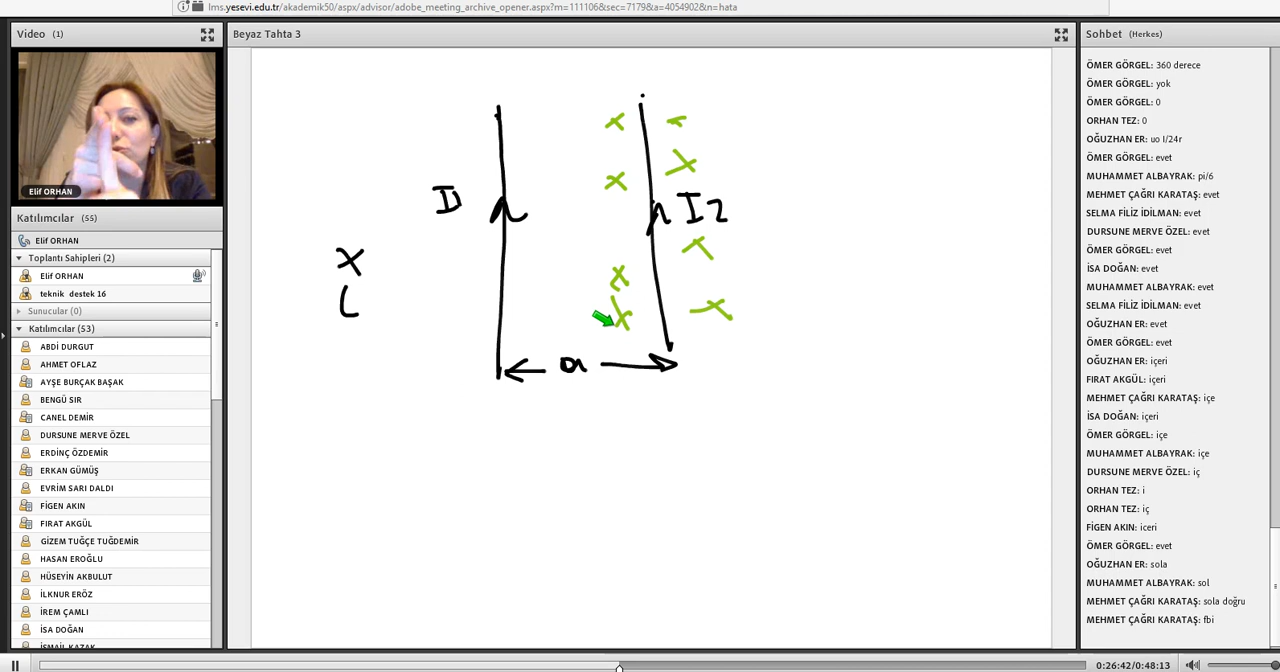 lms.yesevi.edu.tr/akademik50/aspx/advisor/adobe_meeting_archive_opener.aspx?m=111106&sec=7179&a=4054902&n=hata
Video (1)
Elif ORHAN
Katılımcılar (55)
Elif ORHAN
Toplantı Sahipleri (2)
Elif ORHAN
teknik destek 16
Sunucular (0)
Katılımcılar (53)
ABDİ DURGUT
AHMET OFLAZ
AYŞE BURÇAK BAŞAK
BENGÜ SIR
CANEL DEMİR
DURSUNE MERVE ÖZEL
ERDİNÇ ÖZDEMİR
ERKAN GÜMÜŞ
EVRİM SARI DALDI
FİGEN AKIN
FIRAT AKGÜL
GİZEM TUĞÇE TUĞDEMİR
HASAN EROĞLU
HÜSEYİN AKBULUT
İLKNUR ERÖZ
İREM ÇAMLI
İSA DOĞAN
İSMAİL KAZAK
Beyaz Tahta 3
I2
a
Sohbet (Herkes)
ÖMER GÖRGEL: 360 derece
ÖMER GÖRGEL: yok
ÖMER GÖRGEL: 0
ORHAN TEZ: 0
OĞUZHAN ER: uo I/24r
ÖMER GÖRGEL: evet
MUHAMMET ALBAYRAK: pi/6
MEHMET ÇAĞRI KARATAŞ: evet
SELMA FİLİZ İDİLMAN: evet
DURSUNE MERVE ÖZEL: evet
ÖMER GÖRGEL: evet
İSA DOĞAN: evet
MUHAMMET ALBAYRAK: evet
SELMA FİLİZ İDİLMAN: evet
OĞUZHAN ER: evet
ÖMER GÖRGEL: evet
OĞUZHAN ER: içeri
FIRAT AKGÜL: içeri
MEHMET ÇAĞRI KARATAŞ: içe
İSA DOĞAN: içeri
ÖMER GÖRGEL: içe
MUHAMMET ALBAYRAK: içe
DURSUNE MERVE ÖZEL: iç
ORHAN TEZ: i
ORHAN TEZ: iç
FİGEN AKIN: iceri
ÖMER GÖRGEL: evet
OĞUZHAN ER: sola
MUHAMMET ALBAYRAK: sol
MEHMET ÇAĞRI KARATAŞ: sola doğru
MEHMET ÇAĞRI KARATAŞ: fbi
0:26:42/0:48:13